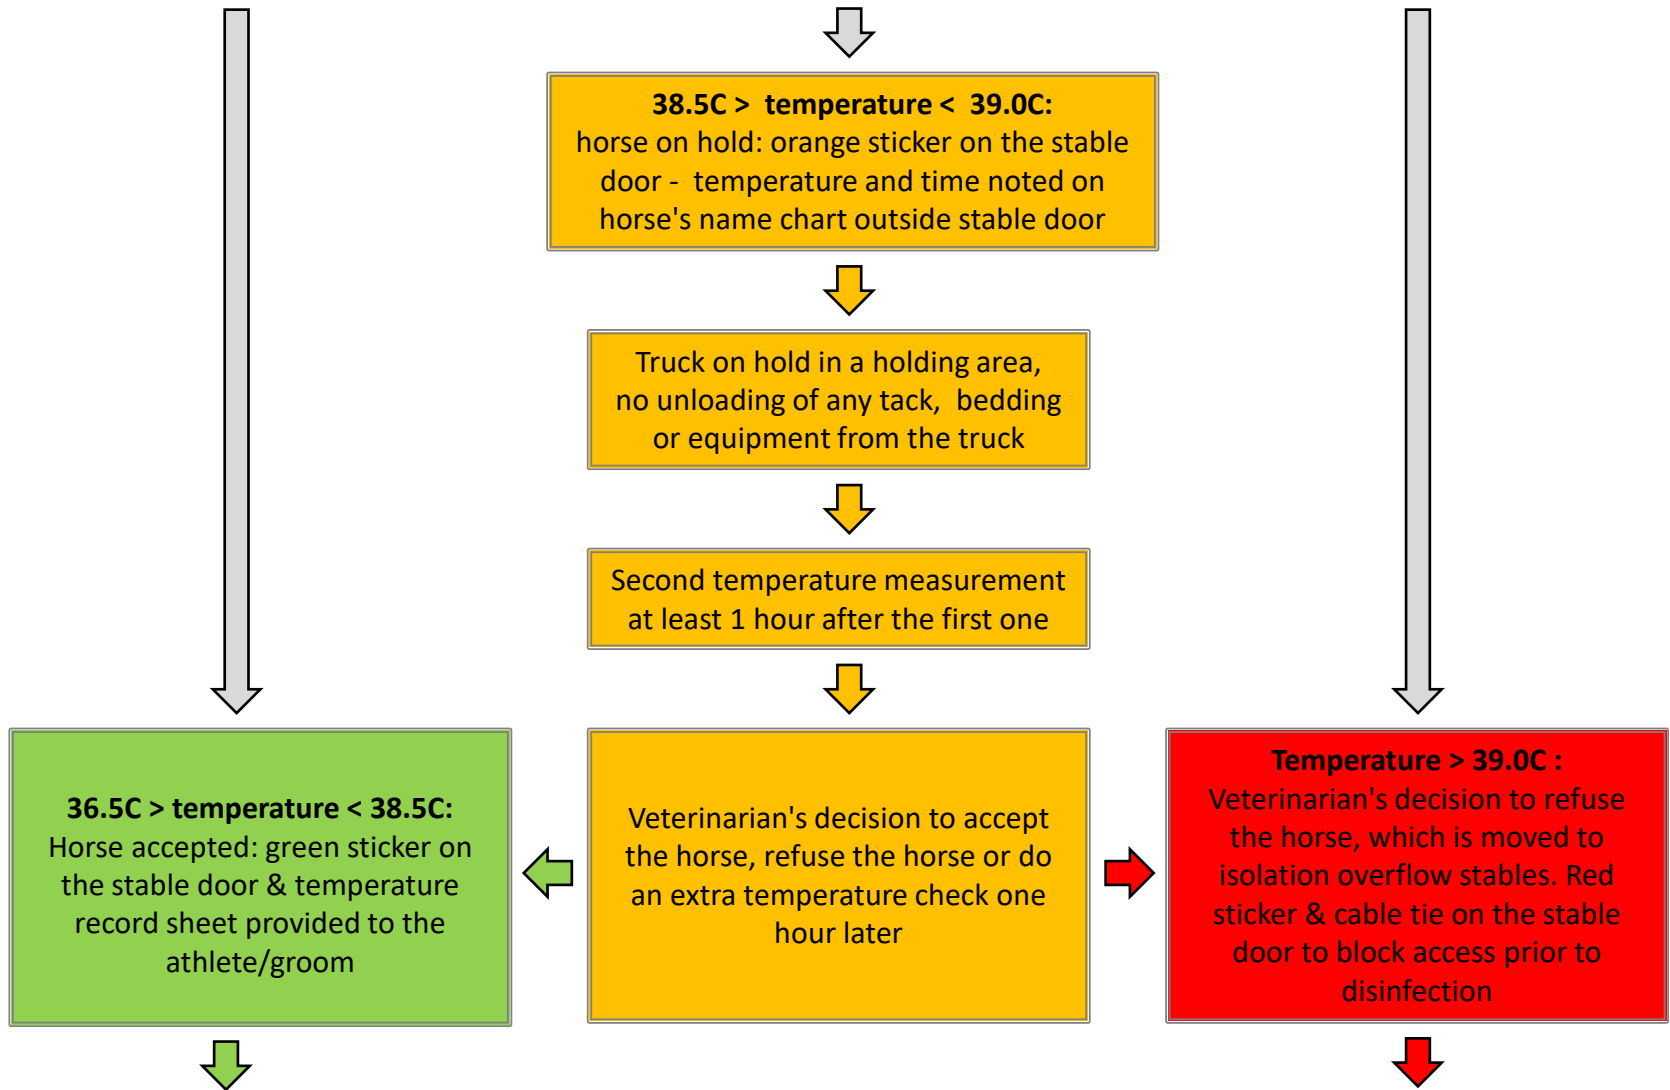 38.5C > temperature < 39.0C:
horse on hold: orange sticker on the stable
door - temperature and time noted on
horse's name chart outside stable door
Truck on hold in a holding area,
no unloading of any tack, bedding
or equipment from the truck
Second temperature measurement
at least 1 hour after the first one
36.5C > temperature < 38.5C:
Horse accepted: green sticker on
the stable door & temperature
record sheet provided to the
athlete/groom
Veterinarian's decision to accept
the horse, refuse the horse or do
an extra temperature check one
hour later
Temperature > 39.0C :
Veterinarian's decision to refuse
the horse, which is moved to
isolation overflow stables. Red
sticker & cable tie on the stable
door to block access prior to
disinfection